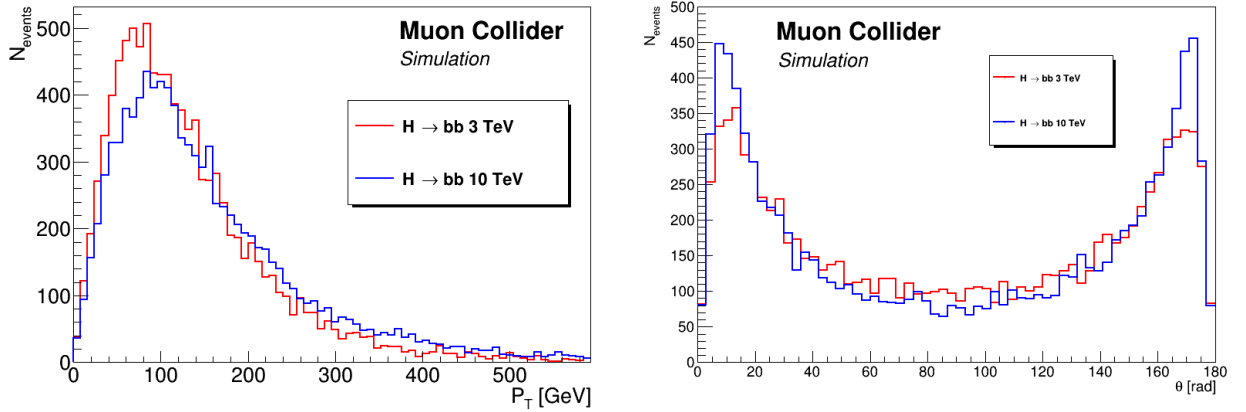 N_events
Muon Collider
Simulation
500
400
300
200
100
0
H → bb 3 TeV
H → bb 10 TeV
0 100 200 300 400 500
P_T [GeV]
N_events
Muon Collider
Simulation
500
450
400
350
300
250
200
150
100
50
0
H → bb 3 TeV
H → bb 10 TeV
0 20 40 60 80 100 120 140 160 180
θ [rad]